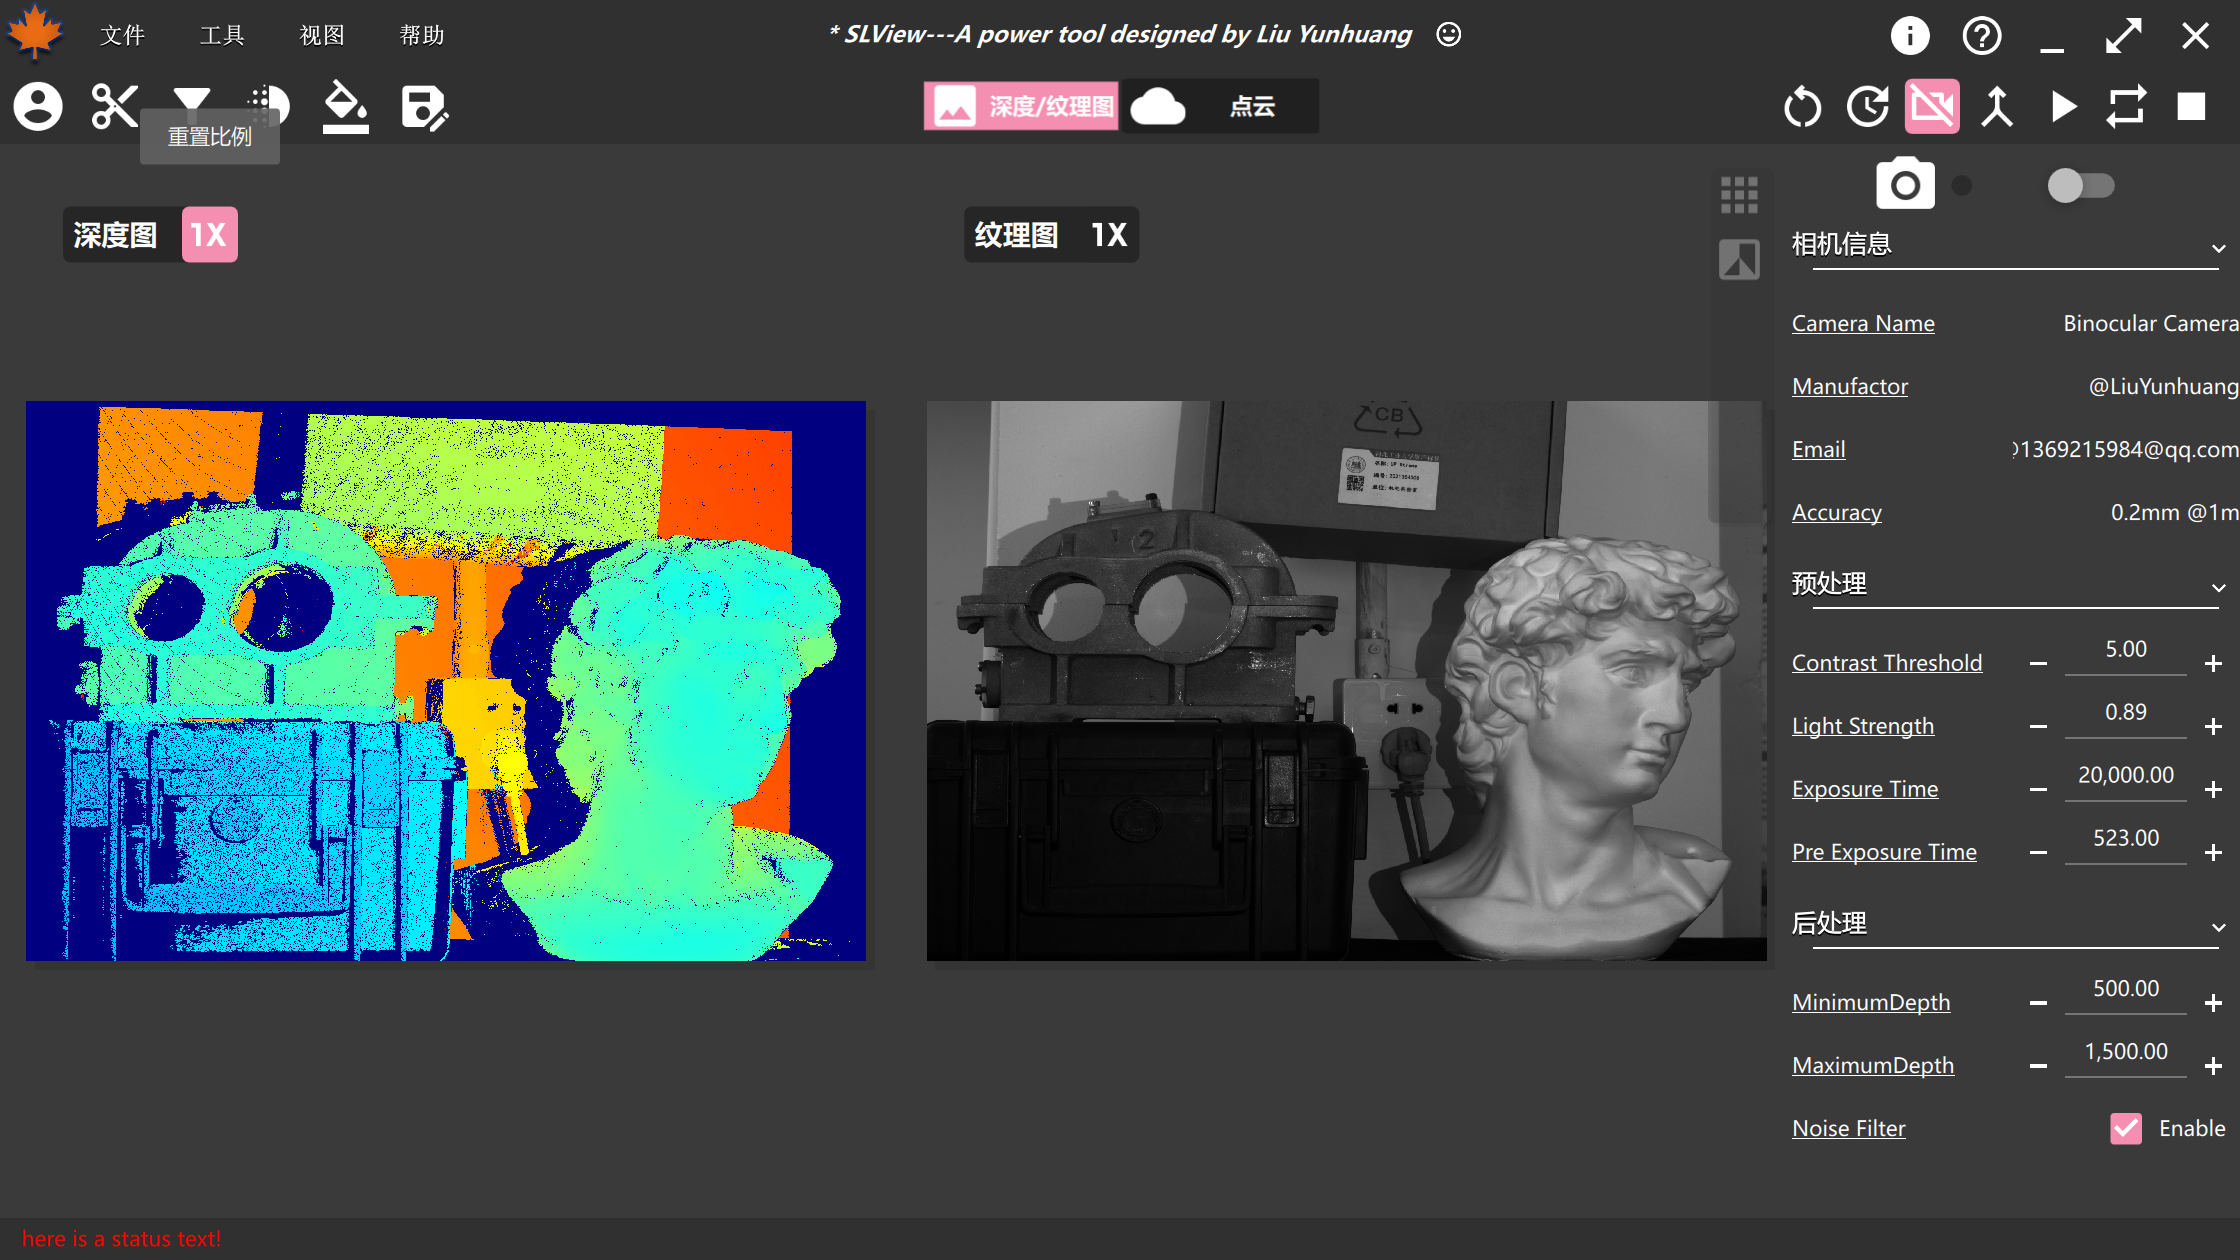 文件 工具 视图 帮助
* SLView---A power tool designed by Liu Yunhuang
重置比例
深度/纹理图 点云
深度图 1X
纹理图 1X
相机信息
Camera Name Binocular Camera
Manufactor @LiuYunhuang
Email 01369215984@qq.com
Accuracy 0.2mm @1m
预处理
Contrast Threshold 5.00
Light Strength 0.89
Exposure Time 20,000.00
Pre Exposure Time 523.00
后处理
MinimumDepth 500.00
MaximumDepth 1,500.00
Noise Filter Enable
CB
1 2
here is a status text!